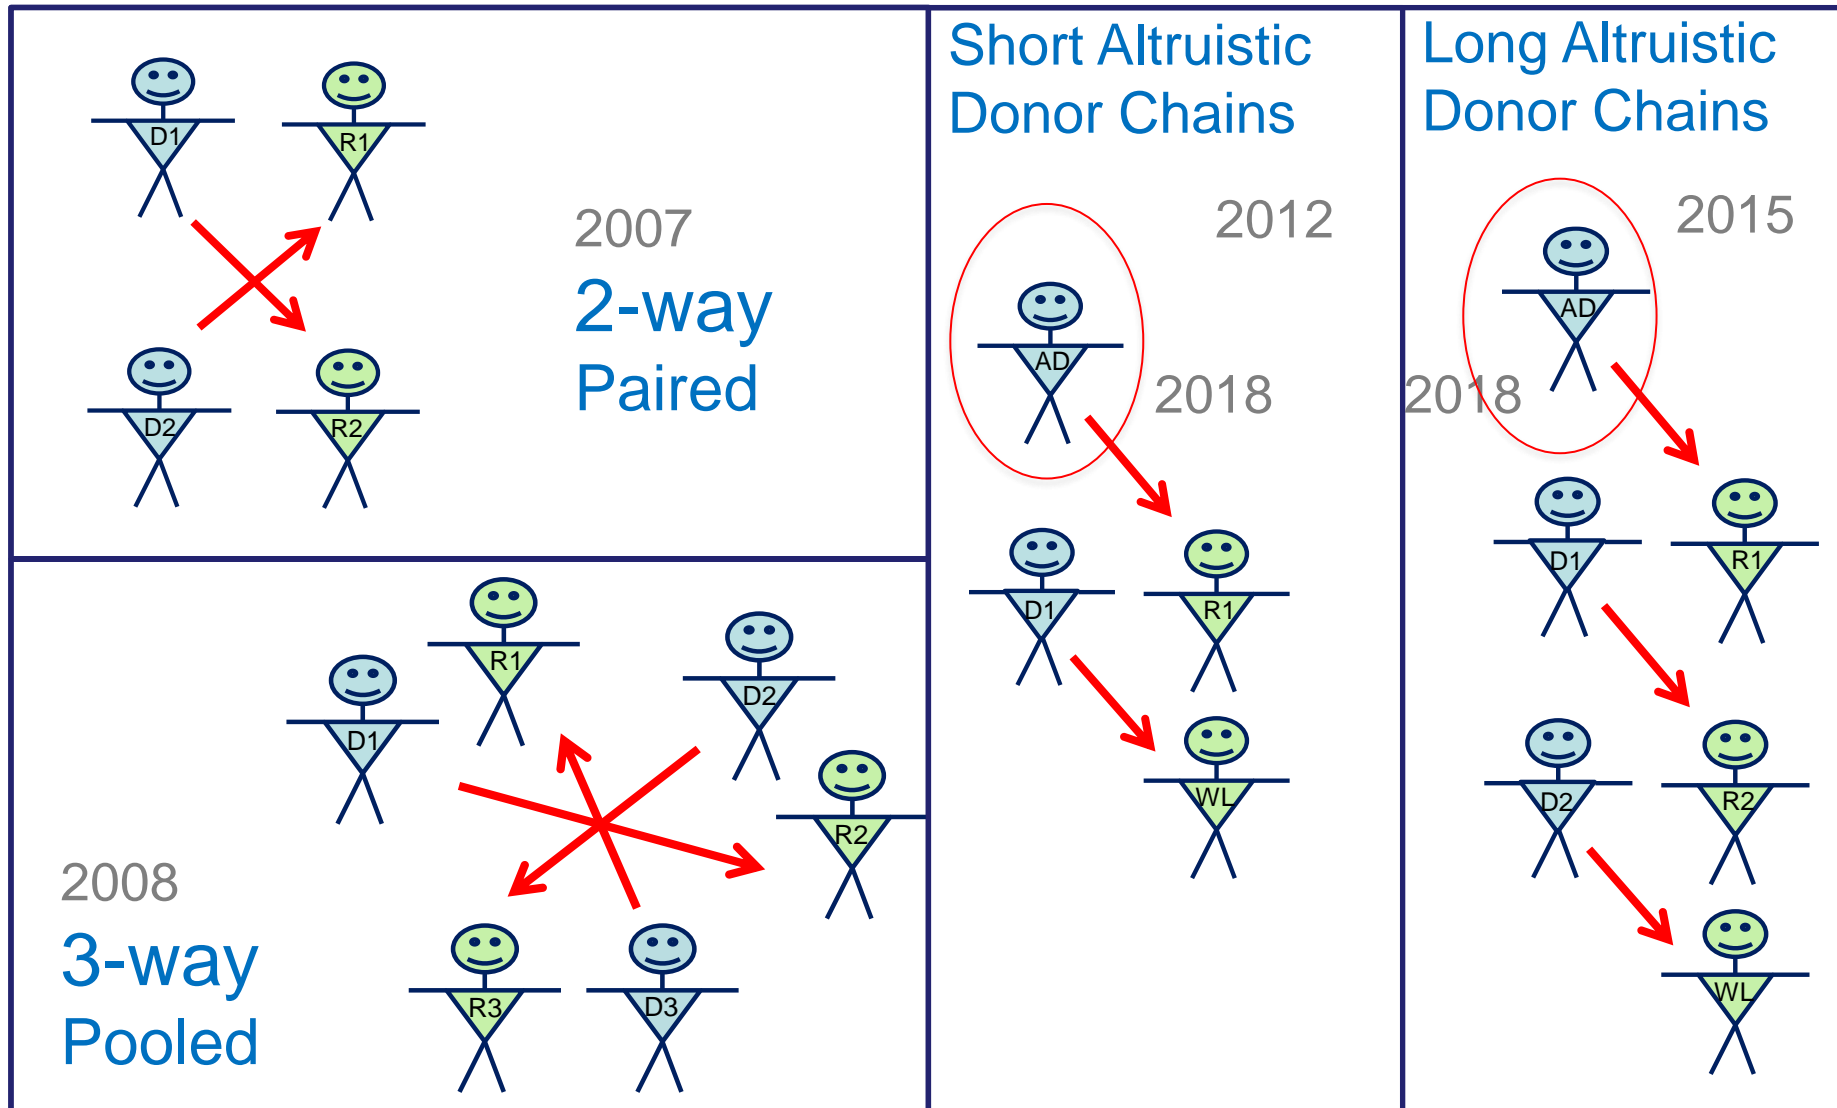 D1
R1
2007
2-way
Paired
D2
R2
R1
D2
D1
R2
2008
3-way
Pooled
R3
D3
Short Altruistic
Donor Chains
2012
AD
2018
D1
R1
WL
Long Altruistic
Donor Chains
2015
AD
2018
D1
R1
D2
R2
WL